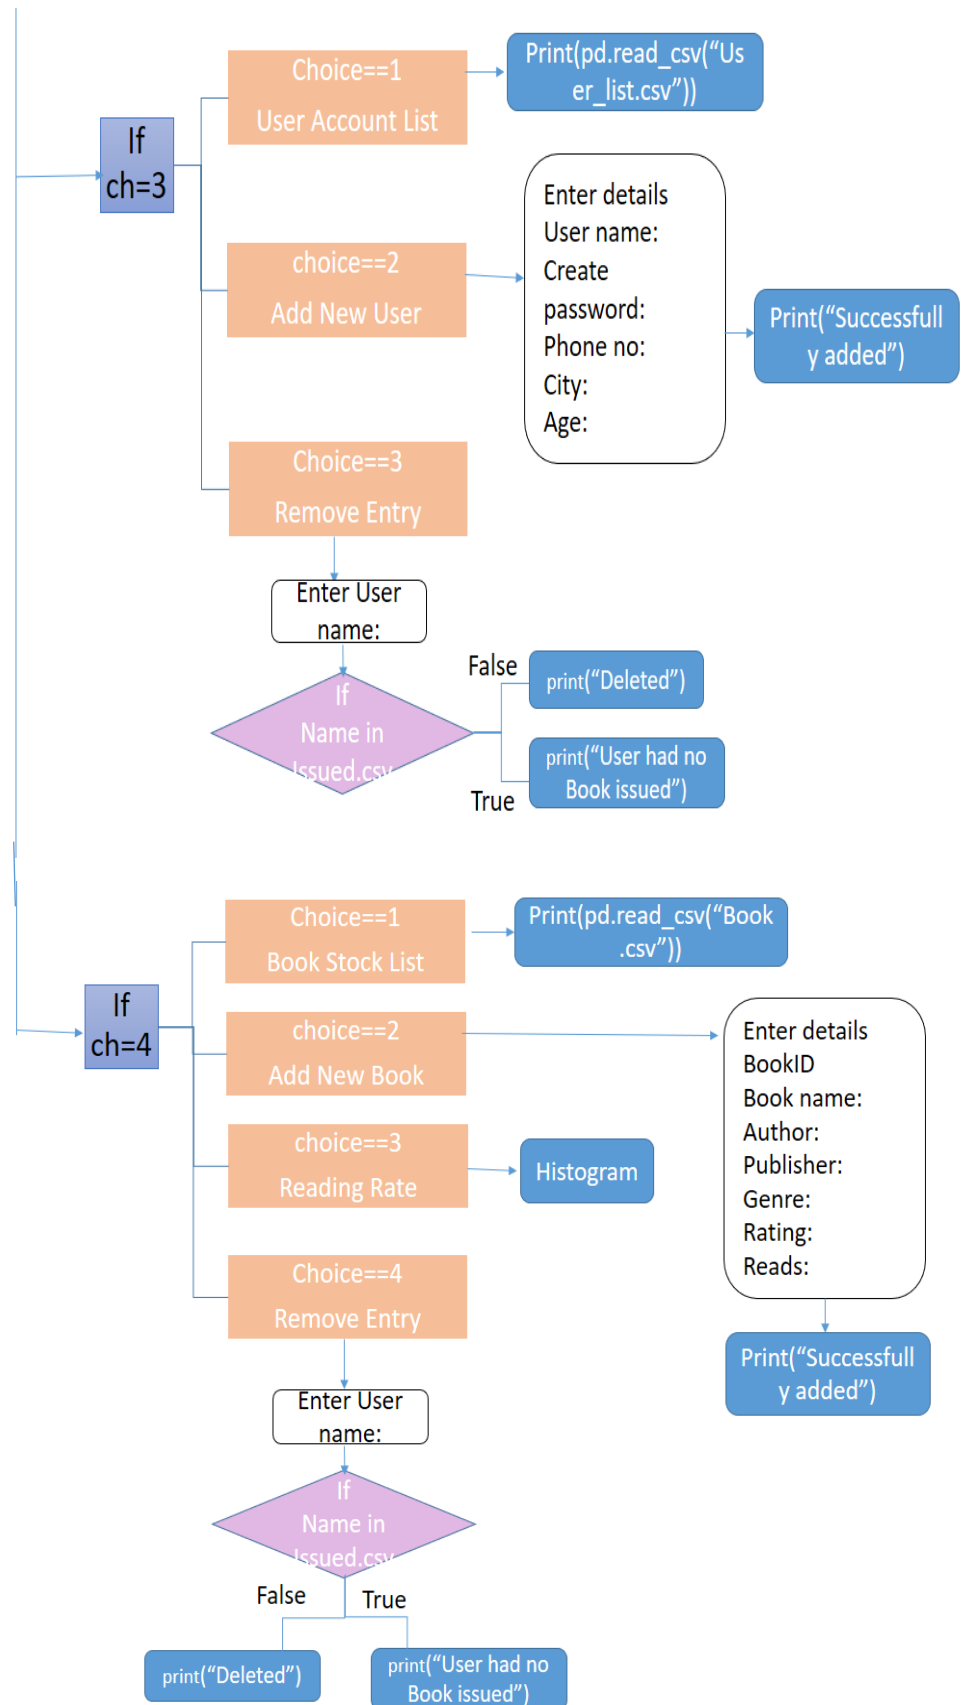 Choice==1
User Account List
Print(pd.read_csv(“Us
er_list.csv”))
If
ch=3
choice==2
Add New User
Enter details
User name:
Create
password:
Phone no:
City:
Age:
Print(“Successfull
y added”)
Choice==3
Remove Entry
Enter User
name:
If
Name in
Issued.csv
False
print(“Deleted”)
print(“User had no
Book issued”)
True
Choice==1
Book Stock List
Print(pd.read_csv(“Book
.csv”))
If
ch=4
choice==2
Add New Book
Enter details
BookID
Book name:
Author:
Publisher:
Genre:
Rating:
Reads:
Print(“Successfull
y added”)
choice==3
Reading Rate
Histogram
Choice==4
Remove Entry
Enter User
name:
If
Name in
Issued.csv
False
True
print(“Deleted”)
print(“User had no
Book issued”)